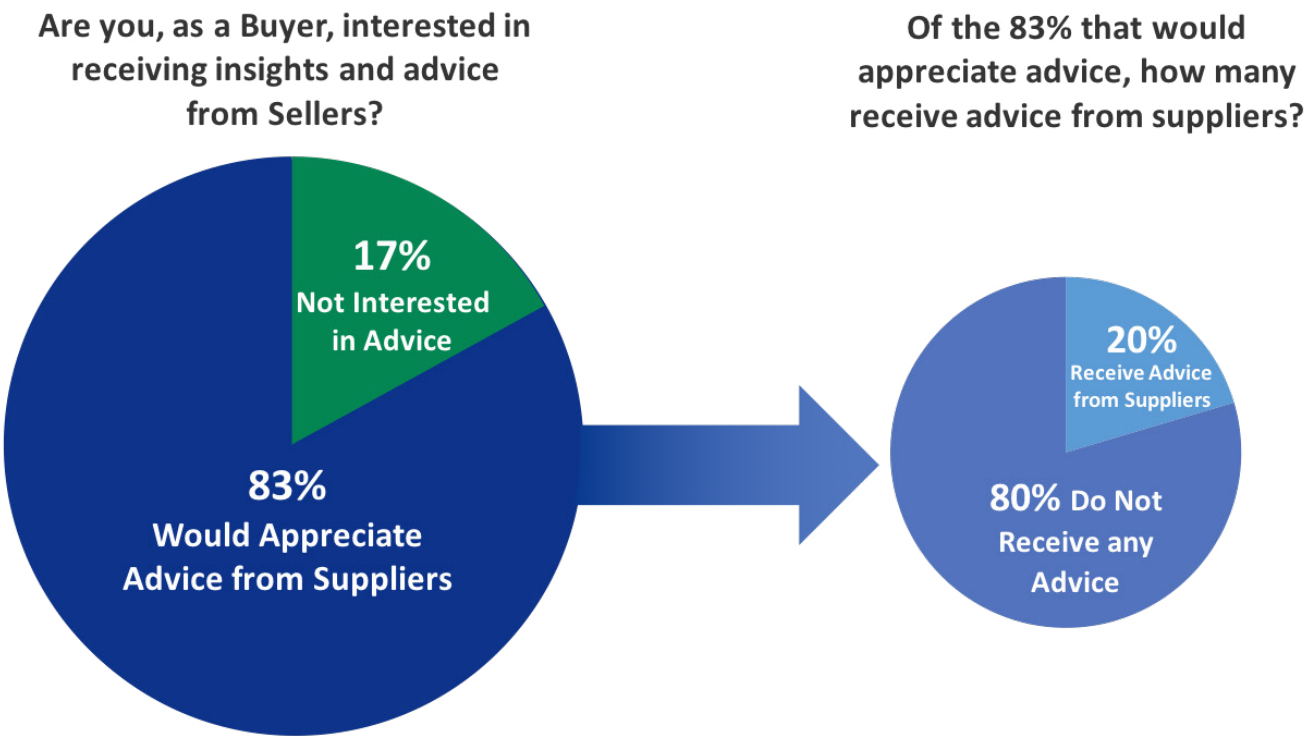 Are you, as a Buyer, interested in
receiving insights and advice
from Sellers?
17%
Not Interested
in Advice
83%
Would Appreciate
Advice from Suppliers
Of the 83% that would
appreciate advice, how many
receive advice from suppliers?
20%
Receive Advice
from Suppliers
80% Do Not
Receive any
Advice